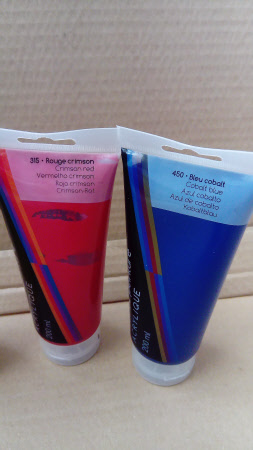 315 • Rouge crimson
Crimson red
Vermelho crimson
Rojo crimson
Crimson-Rot
ACRYLIQUE
200 ml
450 • Bleu cobalt
Cobalt blue
Azul cobalto
Azul de cobalto
Kobaltblau
ACRYLIQUE
200 ml